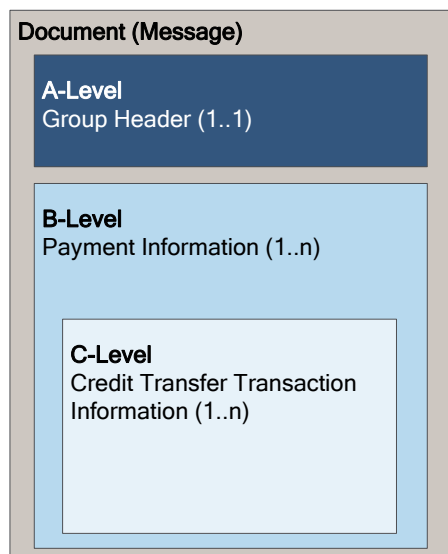 Document (Message)
A-Level
Group Header (1..1)
B-Level
Payment Information (1..n)
C-Level
Credit Transfer Transaction
Information (1..n)